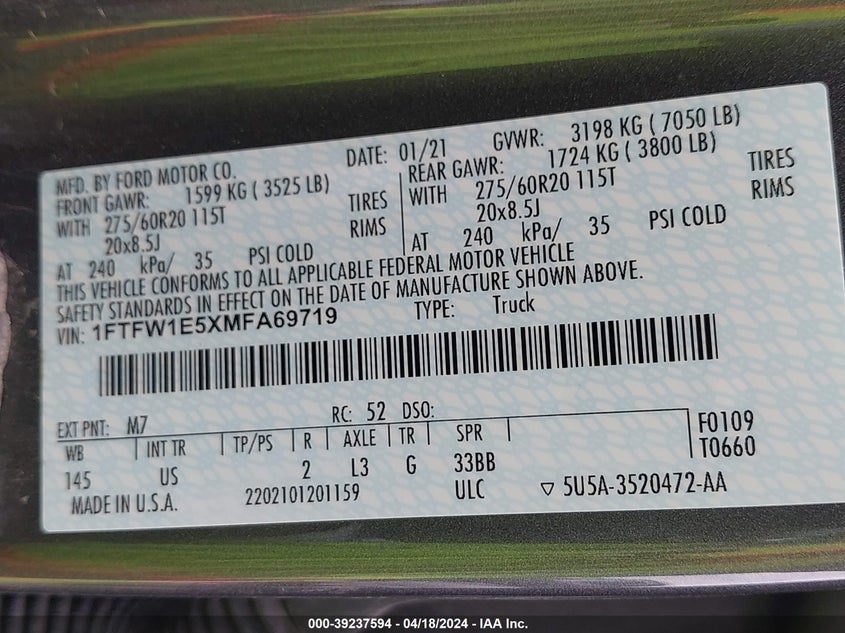 MFD. BY FORD MOTOR CO. DATE: 01/21 GVWR: 3198 KG ( 7050 LB)
FRONT GAWR: 1599 KG ( 3525 LB) REAR GAWR: 1724 KG ( 3800 LB)
WITH 275/60R20 115T TIRES WITH 275/60R20 115T TIRES
20x8.5J RIMS 20x8.5J RIMS
AT 240 kPa/ 35 PSI COLD AT 240 kPa/ 35 PSI COLD
THIS VEHICLE CONFORMS TO ALL APPLICABLE FEDERAL MOTOR VEHICLE
SAFETY STANDARDS IN EFFECT ON THE DATE OF MANUFACTURE SHOWN ABOVE.
VIN: 1FTFW1E5XMFA69719 TYPE: Truck
EXT PNT: M7 RC: 52 DSO:
WB INT TR TP/PS R AXLE TR SPR F0109
145 US 2 L3 G 33BB T0660
MADE IN U.S.A. 2202101201159 ULC ▽ 5U5A-3520472-AA
000-39237594 - 04/18/2024 - IAA Inc.